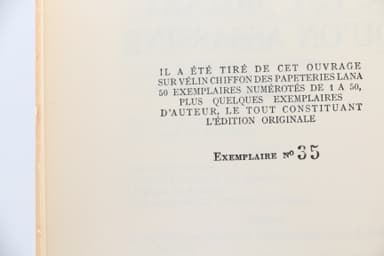 IL A ÉTÉ TIRÉ DE CET OUVRAGE
SUR VÉLIN CHIFFON DES PAPETERIES LANA
50 EXEMPLAIRES NUMÉROTÉS DE 1 A 50,
PLUS QUELQUES EXEMPLAIRES
D'AUTEUR, LE TOUT CONSTITUANT
L'ÉDITION ORIGINALE
EXEMPLAIRE Nº 35